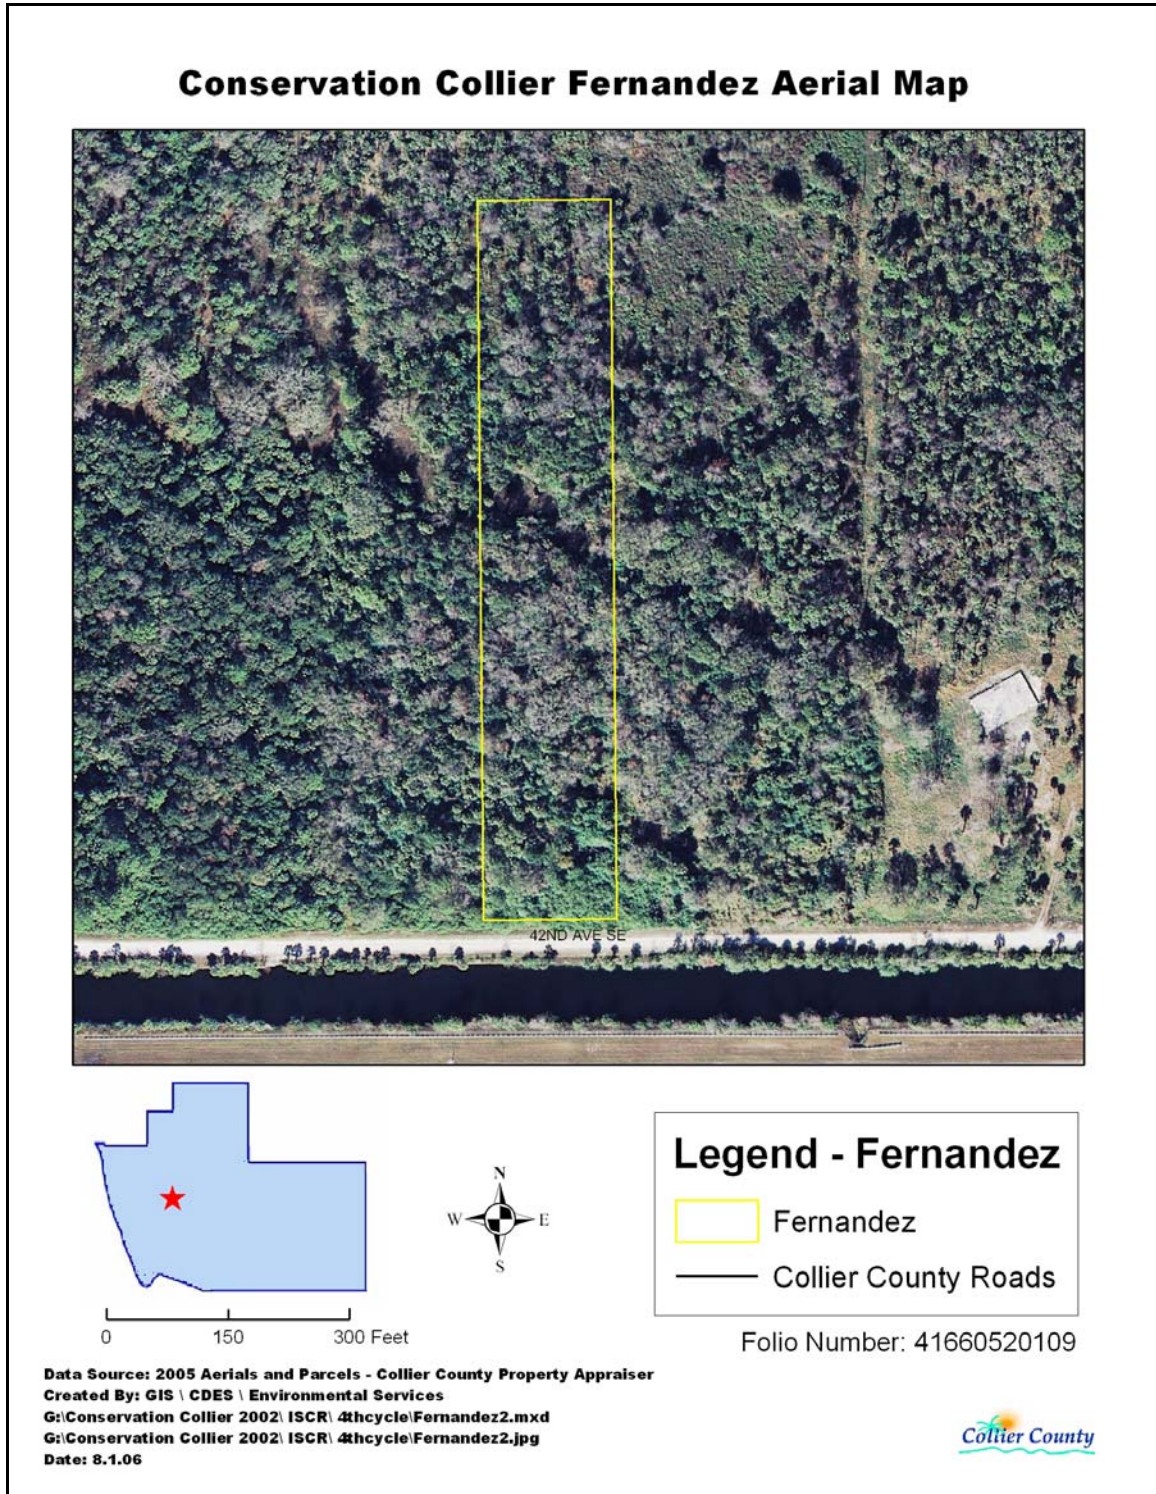 Conservation Collier Fernandez Aerial Map
42ND AVE SE
N
W E
S
Legend - Fernandez
Fernandez
Collier County Roads
0 150 300 Feet
Folio Number: 41660520109
Data Source: 2005 Aerials and Parcels - Collier County Property Appraiser
Created By: GIS \ CDES \ Environmental Services
G:\Conservation Collier 2002\ ISCR\ 4thcycle\Fernandez2.mxd
G:\Conservation Collier 2002\ ISCR\ 4thcycle\Fernandez2.jpg
Date: 8.1.06
Collier County